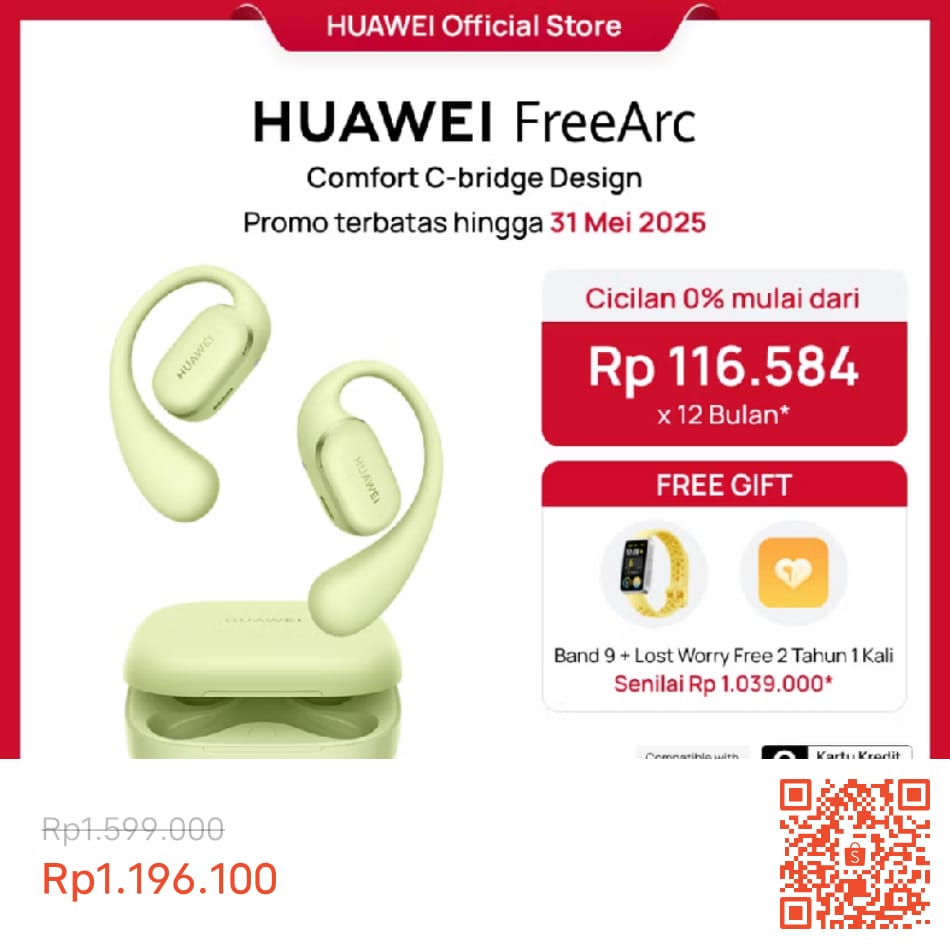 HUAWEI Official Store
HUAWEI FreeArc
Comfort C-bridge Design
Promo terbatas hingga 31 Mei 2025
Cicilan 0% mulai dari
Rp 116.584
x 12 Bulan*
FREE GIFT
Band 9 + Lost Worry Free 2 Tahun 1 Kali
Senilai Rp 1.039.000*
HUAWEI
HUAWEI
HUAWEI
Compatible with
Kartu Kredit
Rp1.599.000
Rp1.196.100